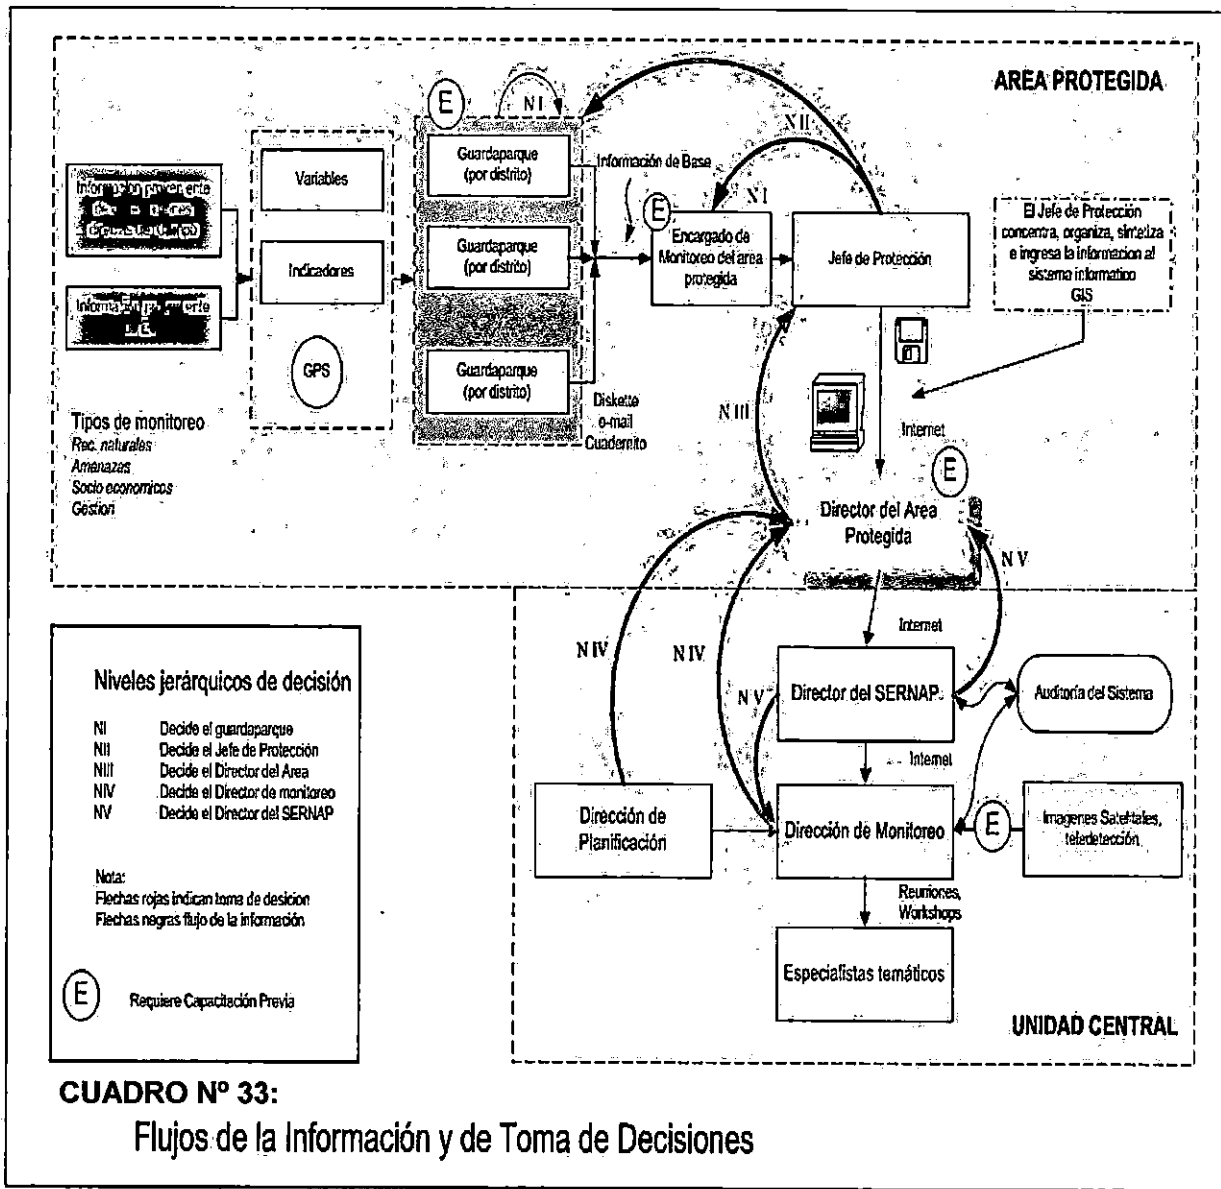 AREA PROTEGIDA
E
N I
N II
Guardaparque
(por distrito)
Información de Base
Información proveniente
Variables
E
N I
Encargado de
Monitoreo del area
protegida
Jefe de Protección
El Jefe de Protección
concentra, organiza, sintetiza
e ingresa la informacion al
sistema informatico
GIS
Guardaparque
(por distrito)
Indicadores
Información proveniente
GPS
Guardaparque
(por distrito)
Diskette
e-mail
Cuadernito
N III
Internet
Tipos de monitoreo
Rec. naturales
Amenazas
Socio economicos
Gestion
E
Director del Area
Protegida
N V
Internet
N IV
N IV
N V
Director del SERNAP
Auditoría del Sistema
Internet
Dirección de
Planificación
Dirección de Monitoreo
E
Imagenes Satelitales,
teledetección
Reuniones,
Workshops
Especialistas temáticos
UNIDAD CENTRAL
Niveles jerárquicos de decisión
NI Decide el guardaparque
NII Decide el Jefe de Protección
NIII Decide el Director del Area
NIV Decide el Director de monitoreo
NV Decide el Director del SERNAP
Nota:
Flechas rojas indican toma de desicion
Flechas negras flujo de la información
E Requiere Capacitación Previa
CUADRO Nº 33:
Flujos de la Información y de Toma de Decisiones